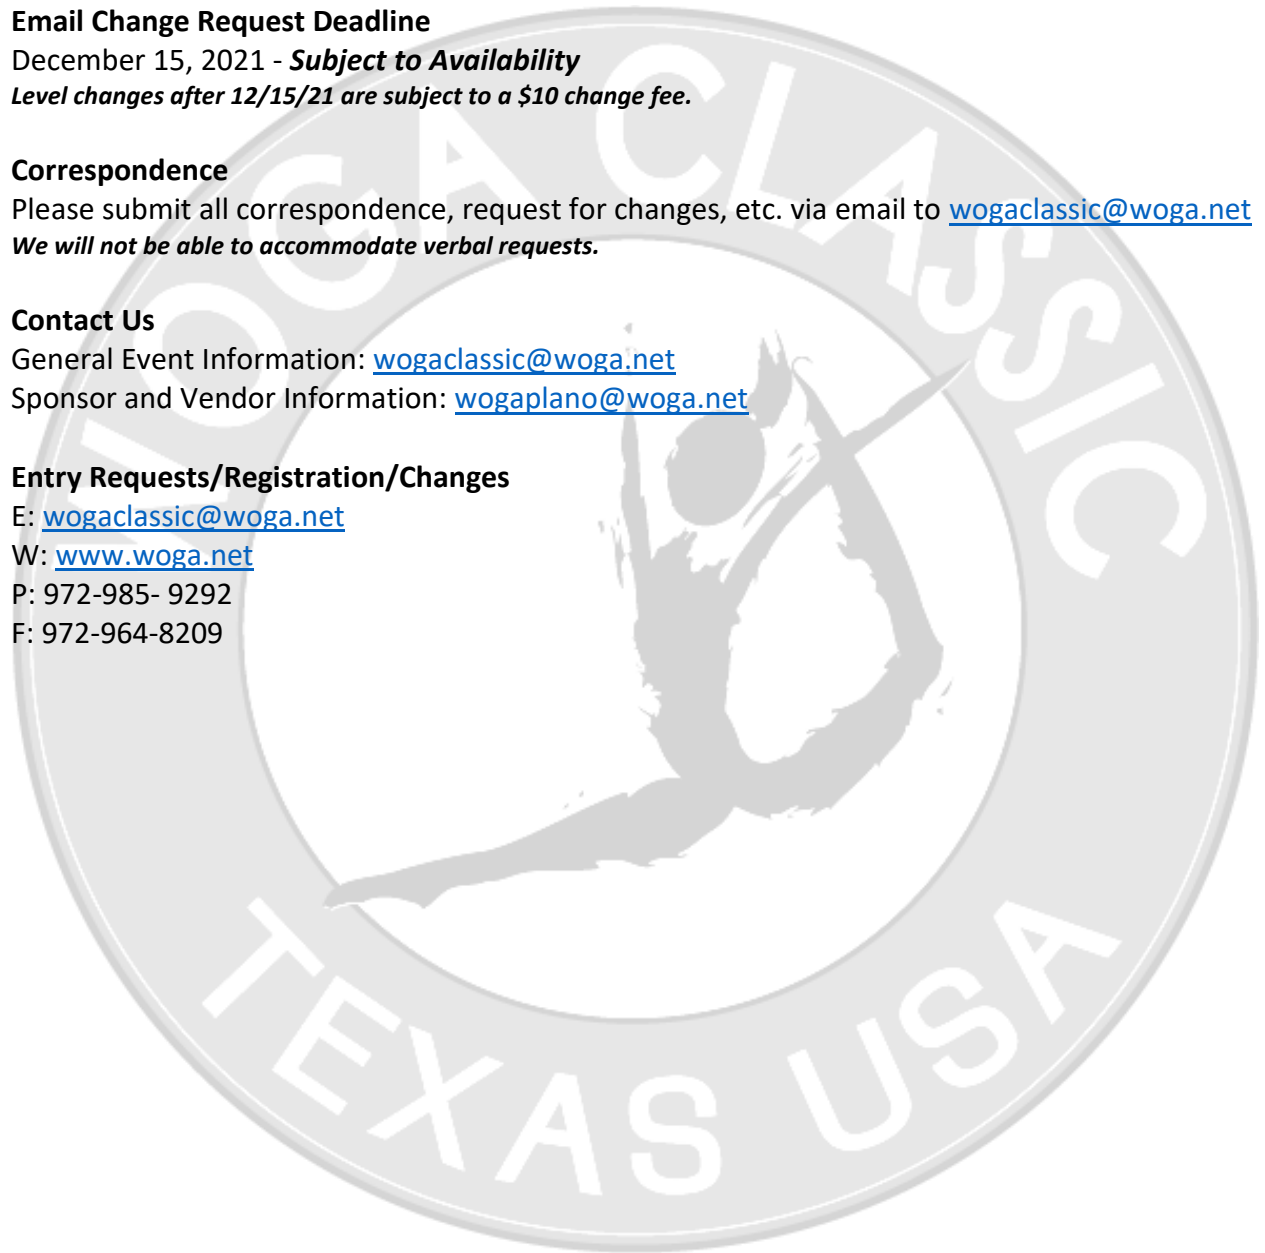 Email Change Request Deadline
December 15, 2021 - Subject to Availability
Level changes after 12/15/21 are subject to a $10 change fee.
Correspondence
Please submit all correspondence, request for changes, etc. via email to wogaclassic@woga.net
We will not be able to accommodate verbal requests.
Contact Us
General Event Information: wogaclassic@woga.net
Sponsor and Vendor Information: wogaplano@woga.net
Entry Requests/Registration/Changes
E: wogaclassic@woga.net
W: www.woga.net
P: 972-985- 9292
F: 972-964-8209
WOGA CLASSIC
TEXAS USA